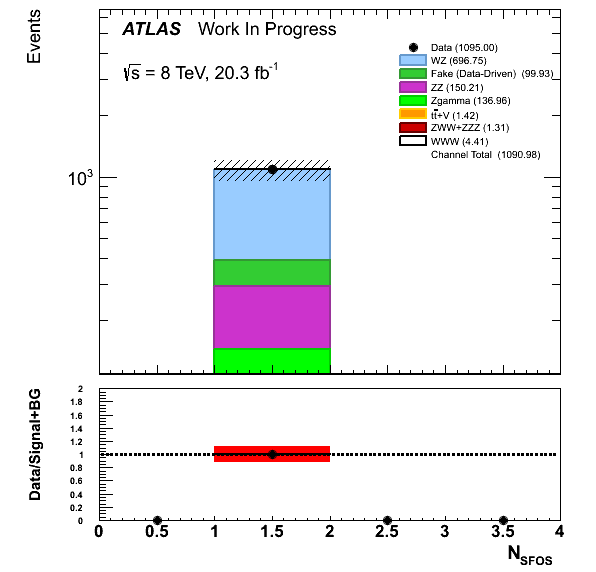 Events
ATLAS Work In Progress
√s = 8 TeV, 20.3 fb⁻¹
Data (1095.00)
WZ (696.75)
Fake (Data-Driven) (99.93)
ZZ (150.21)
Zgamma (136.96)
tt̄+V (1.42)
ZWW+ZZZ (1.31)
WWW (4.41)
Channel Total (1090.98)
10³
Data/Signal+BG
2
1.8
1.6
1.4
1.2
1
0.8
0.6
0.4
0.2
0
0 0.5 1 1.5 2 2.5 3 3.5 4
N_SFOS